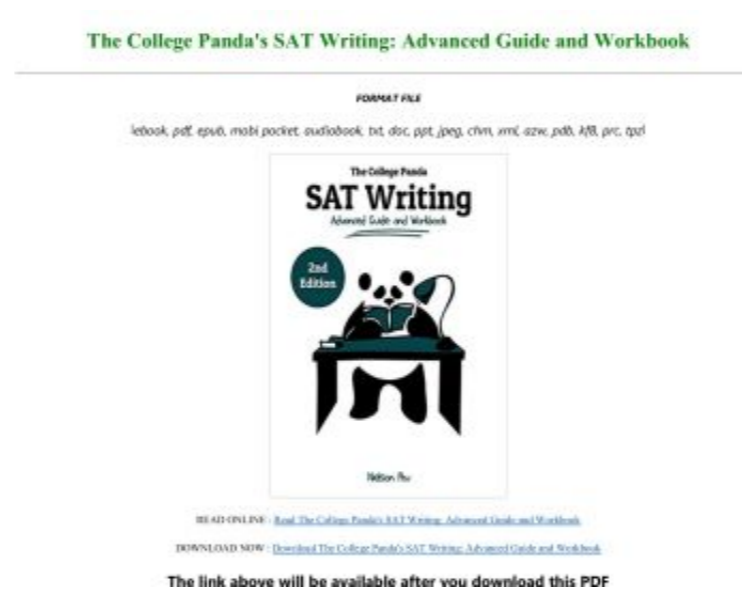 The College Panda's SAT Writing: Advanced Guide and Workbook
FORMAT FILE
[ebook, pdf, epub, mobi pocket, audiobook, txt, doc, ppt, jpeg, chm, xml, azw, pdb, kf8, prc, tpz]
The College Panda
SAT Writing
Advanced Guide and Workbook
2nd
Edition
Nielson Phu
READ ONLINE : Read The College Panda's SAT Writing: Advanced Guide and Workbook
DOWNLOAD NOW : Download The College Panda's SAT Writing: Advanced Guide and Workbook
The link above will be available after you download this PDF